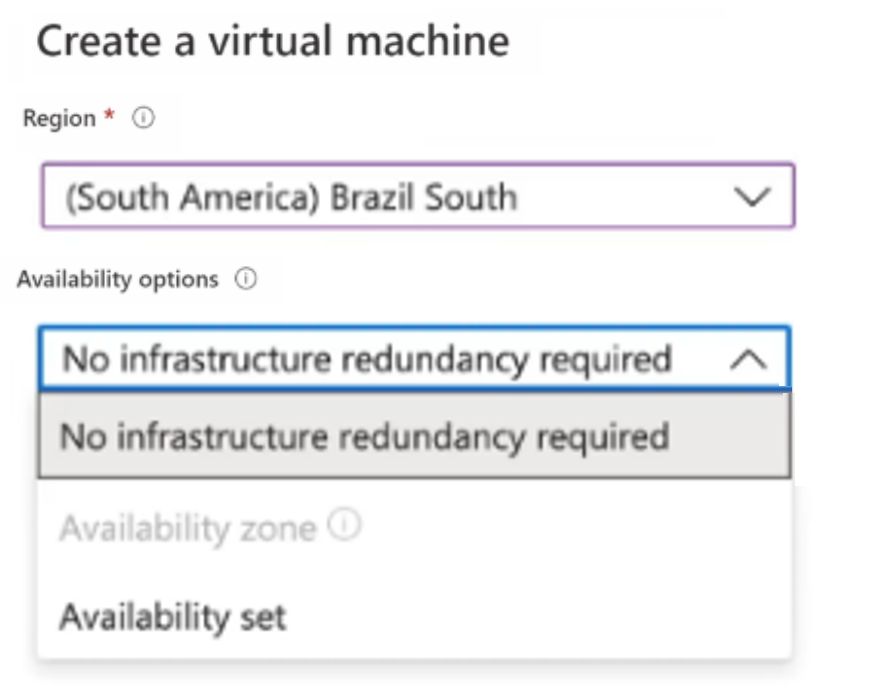 Create a virtual machine
Region *
(South America) Brazil South
Availability options
No infrastructure redundancy required
No infrastructure redundancy required
Availability zone
Availability set